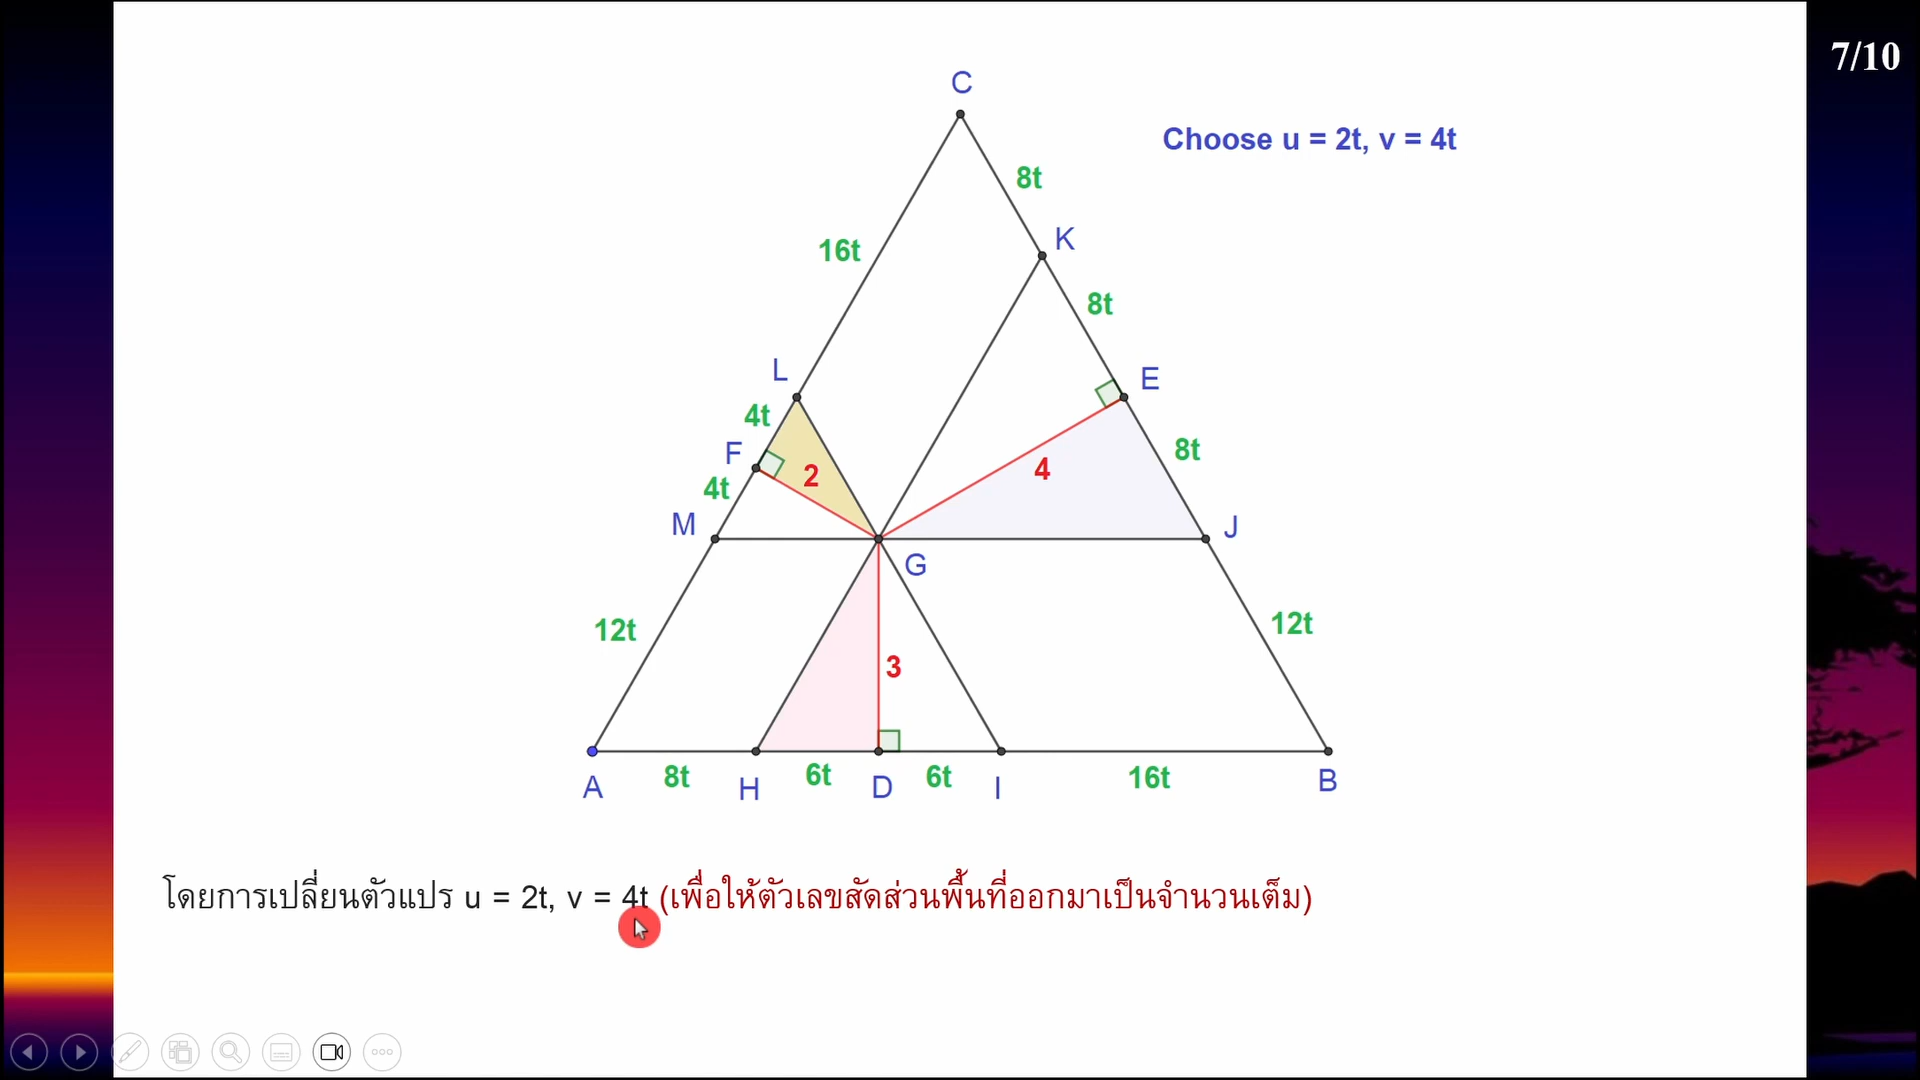 7/10
C
Choose u = 2t, v = 4t
8t
K
16t
8t
L
E
4t
F
8t
2
4
4t
M
J
G
12t
12t
3
A
8t
H
6t
D
6t
I
16t
B
โดยการเปลี่ยนตัวแปร u = 2t, v = 4t (เพื่อให้ตัวเลขสัดส่วนพื้นที่ออกมาเป็นจำนวนเต็ม)